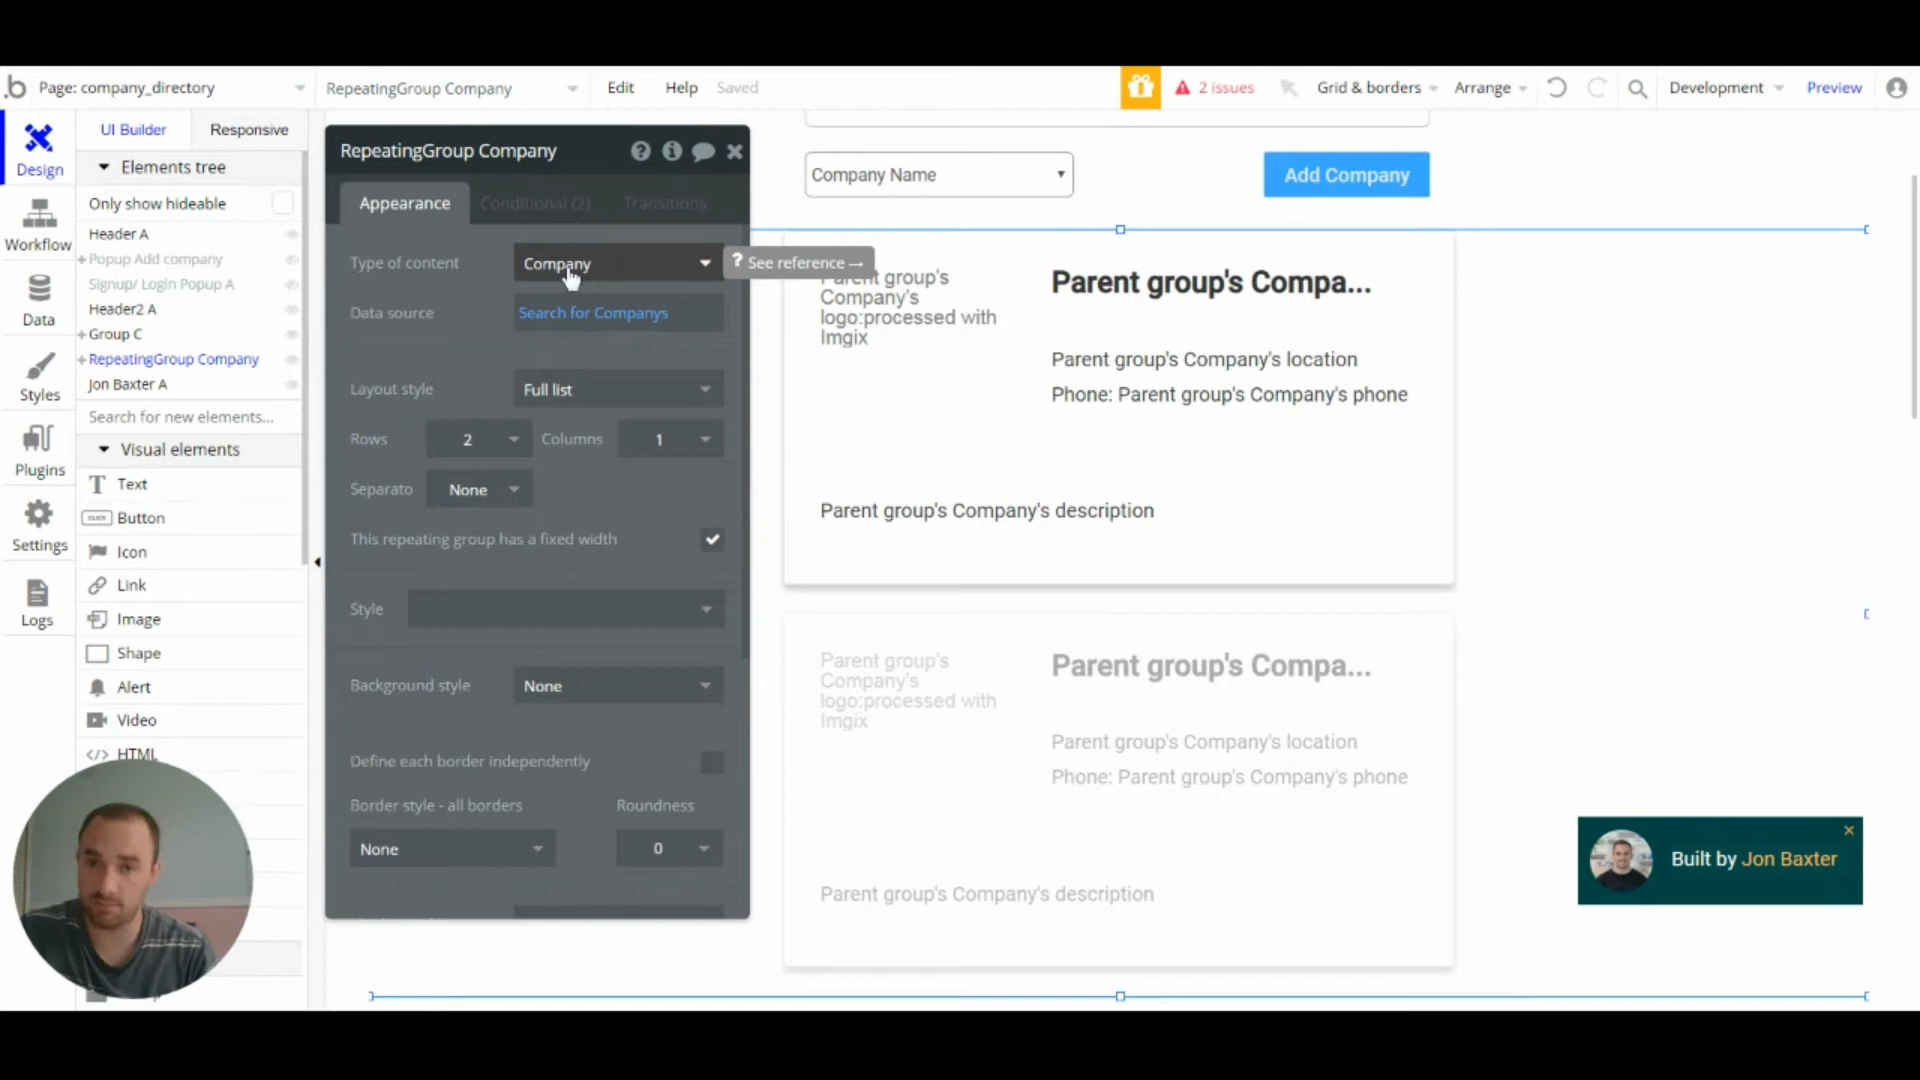 b Page: company_directory
RepeatingGroup Company
Edit
Help
Saved
2 issues
Grid & borders
Arrange
Development
Preview
Design
Workflow
Data
Styles
Plugins
Settings
Logs
UI Builder
Responsive
Elements tree
Only show hideable
Header A
+Popup Add company
Signup/ Login Popup A
Header2 A
+Group C
+RepeatingGroup Company
Jon Baxter A
Search for new elements...
Visual elements
T Text
CLICK Button
Icon
Link
Image
Shape
Alert
Video
</> HTML
RepeatingGroup Company
Appearance
Conditional (2)
Transitions
Type of content
Company
? See reference →
Data source
Search for Companys
Layout style
Full list
Rows
2
Columns
1
Separato
None
This repeating group has a fixed width
Style
Background style
None
Define each border independently
Border style - all borders
Roundness
None
0
Company Name
Add Company
Parent group's
Company's
logo:processed with
Imgix
Parent group's Compa...
Parent group's Company's location
Phone: Parent group's Company's phone
Parent group's Company's description
Parent group's
Company's
logo:processed with
Imgix
Parent group's Compa...
Parent group's Company's location
Phone: Parent group's Company's phone
Parent group's Company's description
Built by Jon Baxter